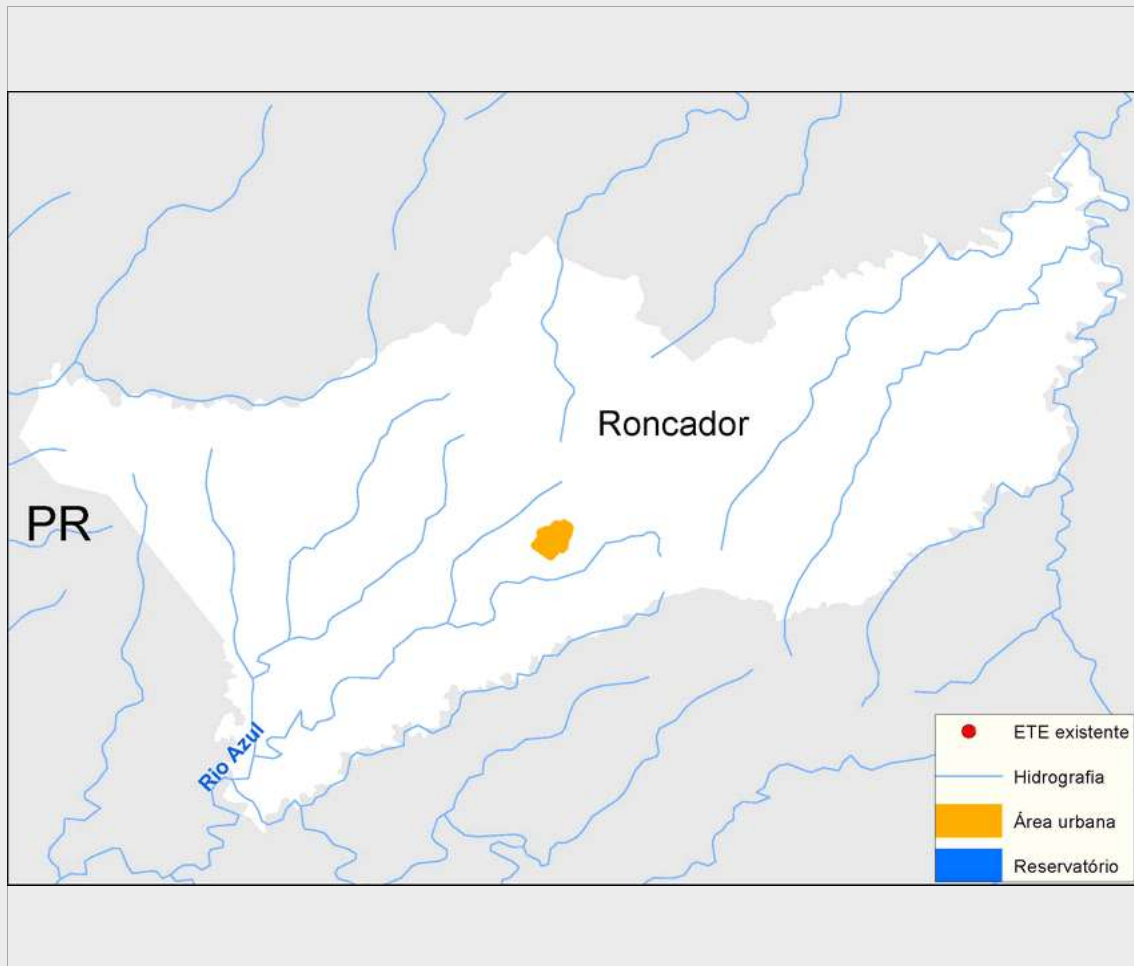 Roncador
PR
Rio Azul
ETE existente
Hidrografia
Área urbana
Reservatório